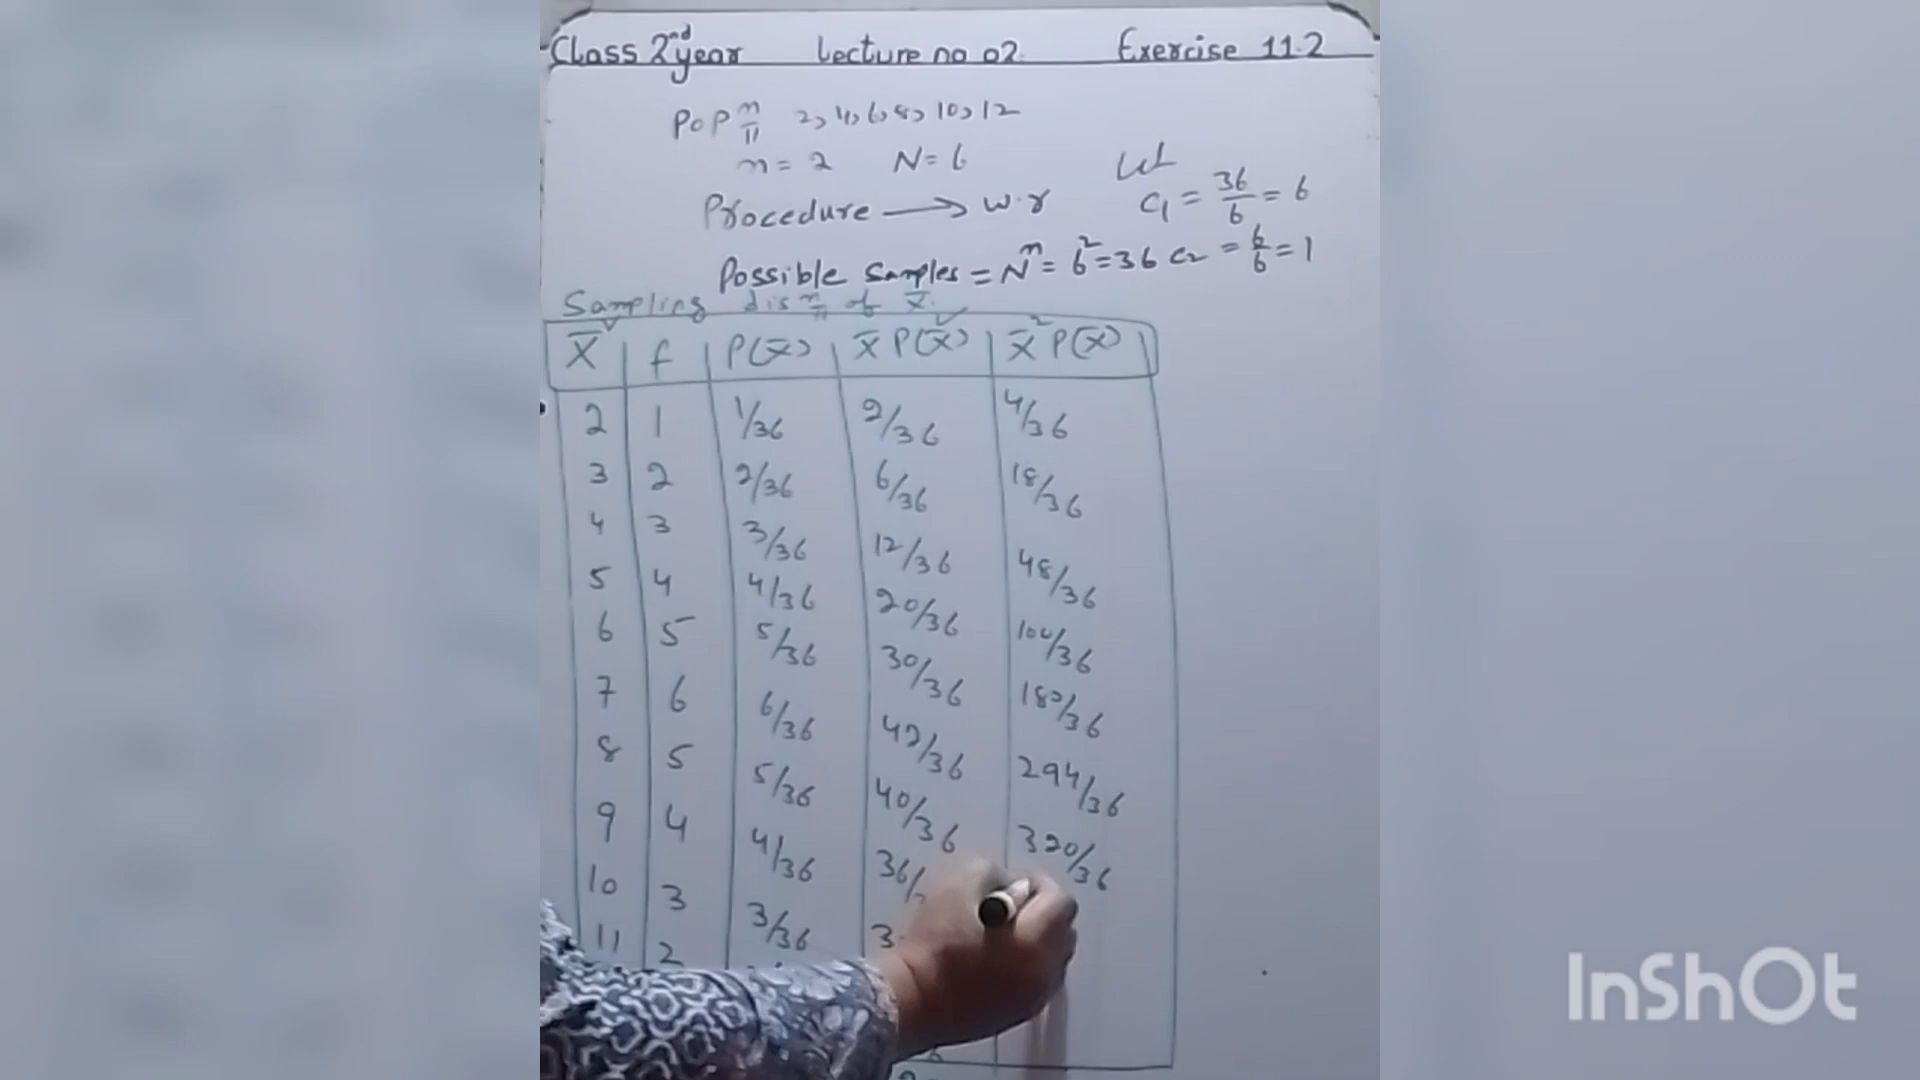 Class 2nd year Lecture no 02 Exercise 11.2
Popn 2, 4, 6, 8, 10, 12
n = 2 N = 6
Let
Procedure → w.r C1 = 36/6 = 6
Possible Samples = N^n = 6^2 = 36 C2 = 6/6 = 1
Sampling disn of X̄
X̄ f P(x̄) X̄ P(x̄) X̄² P(x̄)
2 1 1/36 2/36 4/36
3 2 2/36 6/36 18/36
4 3 3/36 12/36 48/36
5 4 4/36 20/36 100/36
6 5 5/36 30/36 180/36
7 6 6/36 42/36 294/36
8 5 5/36 40/36 320/36
9 4 4/36 36/
10 3 3/36 3
11 2
InShOt